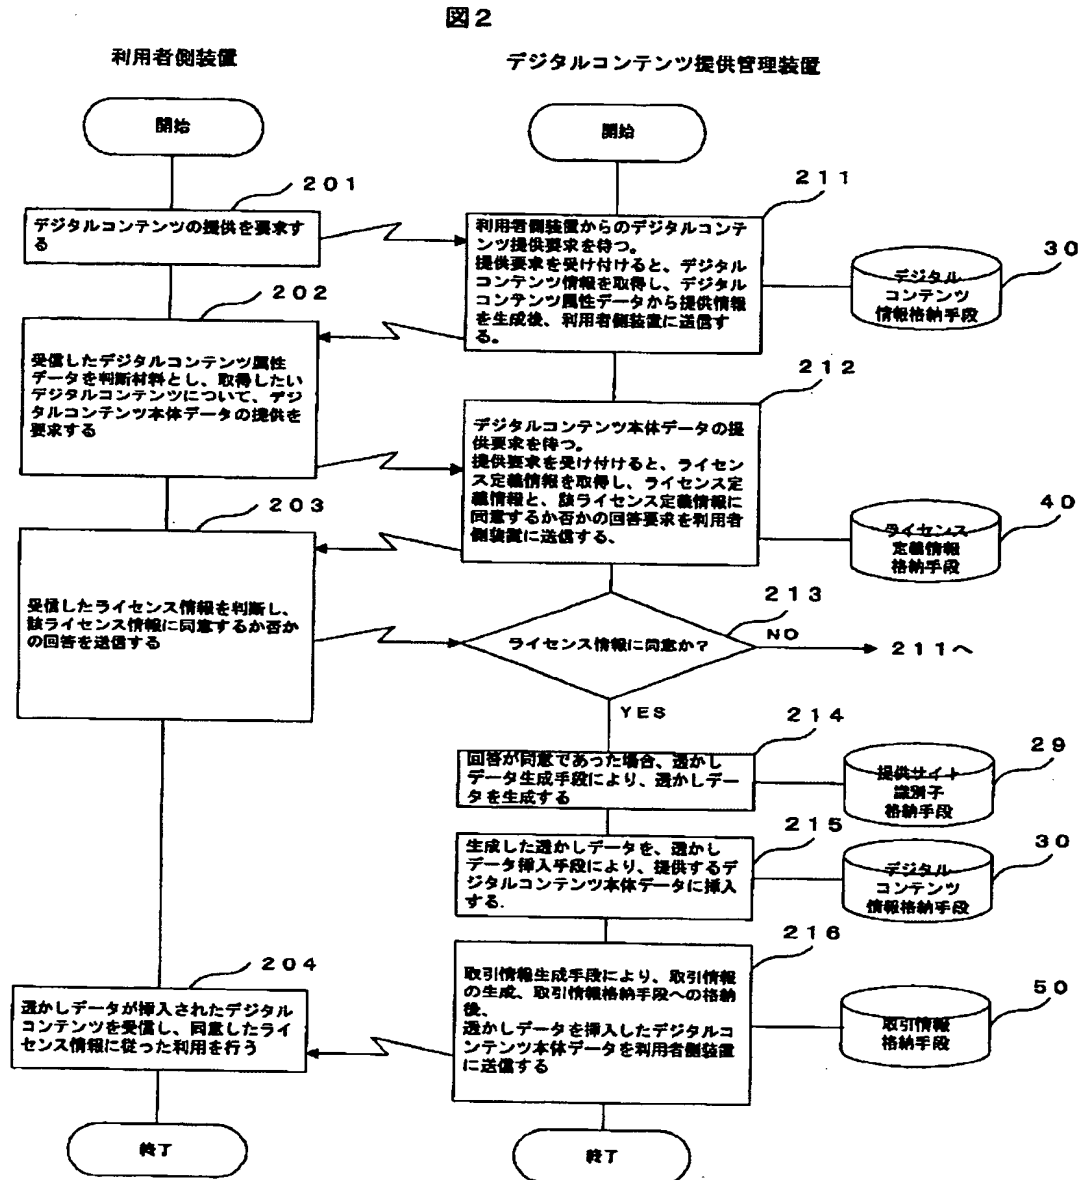 図2
利用者側装置
デジタルコンテンツ提供管理装置
開始
開始
201
デジタルコンテンツの提供を要求す
る
211
利用者側装置からのデジタルコンテ
ンツ提供要求を待つ。
提供要求を受け付けると、デジタル
コンテンツ情報を取得し、デジタル
コンテンツ属性データから提供情報
を生成後、利用者側装置に送信す
る。
30
デジタル
コンテンツ
情報格納手段
202
受信したデジタルコンテンツ属性
データを判断材料とし、取得したい
デジタルコンテンツについて、デジ
タルコンテンツ本体データの提供を
要求する
212
デジタルコンテンツ本体データの提
供要求を待つ。
提供要求を受け付けると、ライセン
ス定義情報を取得し、ライセンス定
義情報と、該ライセンス定義情報に
同意するか否かの回答要求を利用者
側装置に送信する、
40
ライセンス
定義情報
格納手段
203
受信したライセンス情報を判断し、
該ライセンス情報に同意するか否か
の回答を送信する
213
ライセンス情報に同意か?
NO
211へ
YES
214
回答が同意であった場合、透かし
データ生成手段により、透かしデー
タを生成する
29
提供サイト
識別子
格納手段
215
生成した透かしデータを、透かし
データ挿入手段により、提供するデ
ジタルコンテンツ本体データに挿入
する.
30
デジタル
コンテンツ
情報格納手段
216
取引情報生成手段により、取引情報
の生成、取引情報格納手段への格納
後、
透かしデータを挿入したデジタルコ
ンテンツ本体データを利用者側装置
に送信する
50
取引情報
格納手段
204
透かしデータが挿入されたデジタル
コンテンツを受信し、同意したライ
センス情報に従った利用を行う
終了
終了